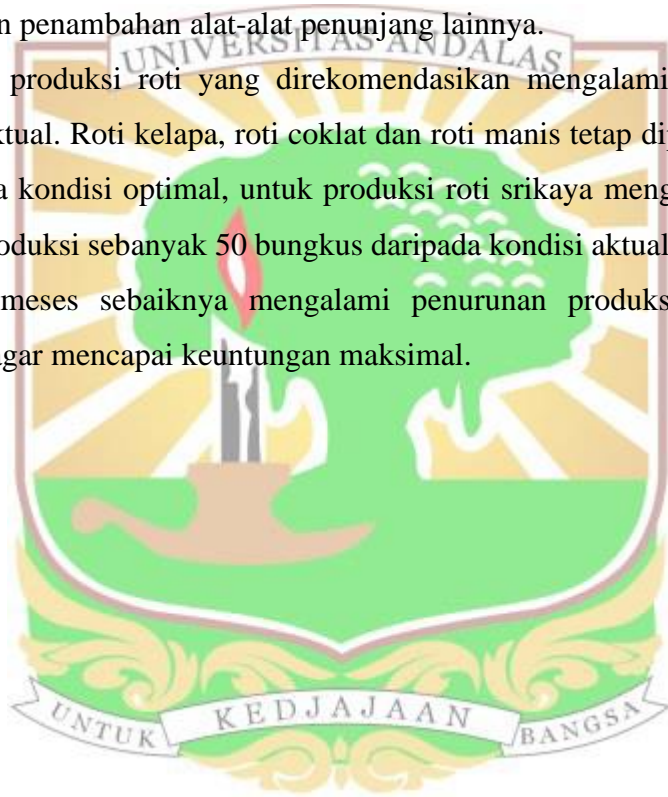 n penambahan alat-alat penunjang lainnya.
UNIVERSITAS ANDALAS
produksi roti yang direkomendasikan mengalami
ktual. Roti kelapa, roti coklat dan roti manis tetap dip
a kondisi optimal, untuk produksi roti srikaya meng
oduksi sebanyak 50 bungkus daripada kondisi aktual
meses sebaiknya mengalami penurunan produks
agar mencapai keuntungan maksimal.
UNTUK KEDJAJAAN BANGSA